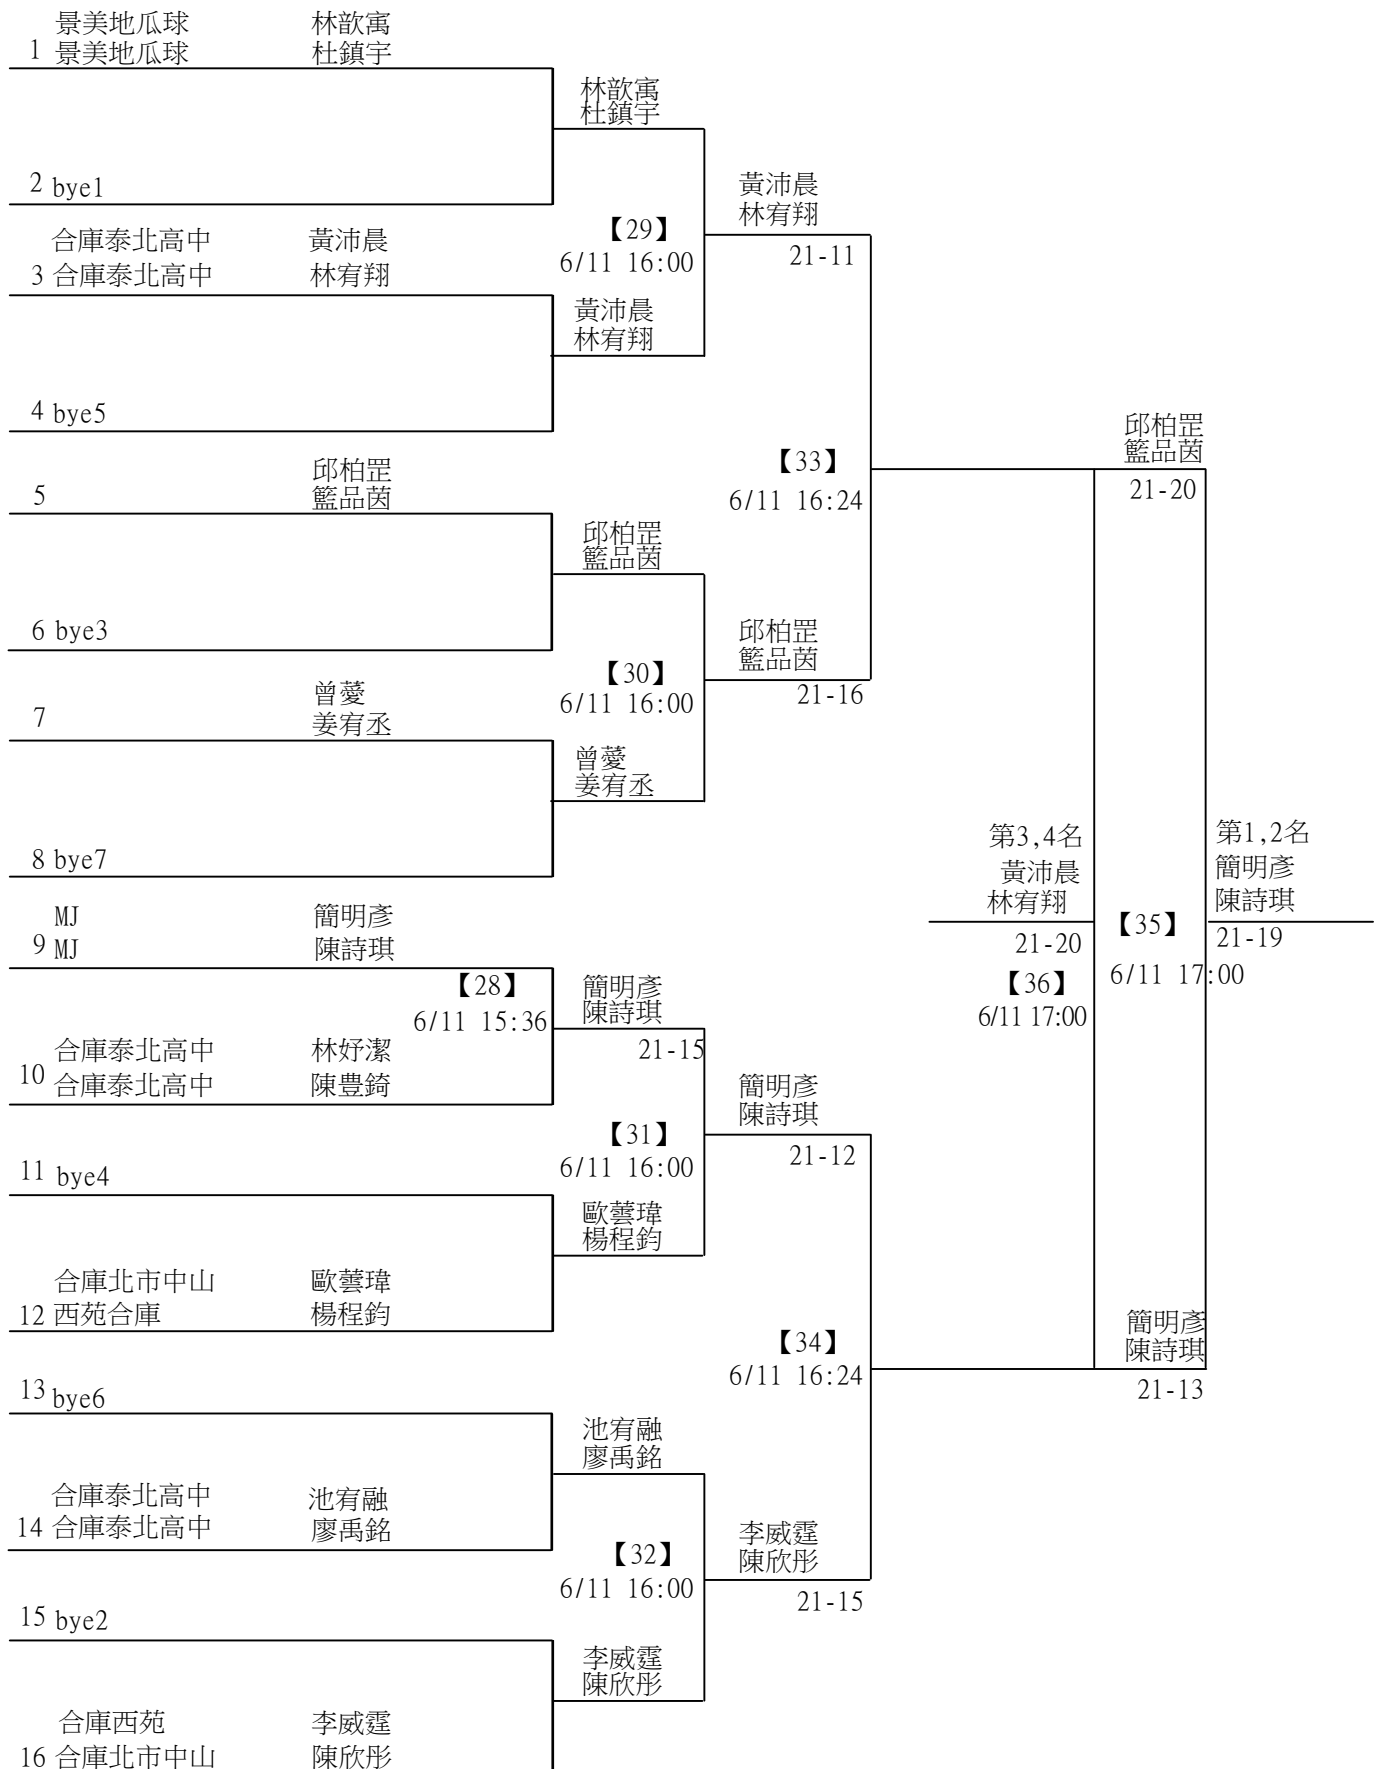 景美地瓜球 林歆寓
1 景美地瓜球 杜鎮宇
林歆寓
杜鎮宇
2 bye1
黃沛晨
林宥翔
【29】
6/11 16:00
21-11
合庫泰北高中 黃沛晨
3 合庫泰北高中 林宥翔
黃沛晨
林宥翔
4 bye5
【33】
6/11 16:24
邱柏罡
籃品茵
21-20
邱柏罡
5 籃品茵
邱柏罡
籃品茵
6 bye3
邱柏罡
籃品茵
【30】
6/11 16:00
21-16
曾薆
7 姜宥丞
曾薆
姜宥丞
8 bye7
第3,4名
黃沛晨
林宥翔
21-20
【36】
6/11 17:00
【35】
6/11 17:00
第1,2名
簡明彥
陳詩琪
21-19
MJ 簡明彥
9 MJ 陳詩琪
【28】
6/11 15:36
簡明彥
陳詩琪
21-15
合庫泰北高中 林妤潔
10 合庫泰北高中 陳豊錡
簡明彥
陳詩琪
【31】
6/11 16:00
21-12
11 bye4
歐蕓瑋
楊程鈞
合庫北市中山 歐蕓瑋
12 西苑合庫 楊程鈞
【34】
6/11 16:24
簡明彥
陳詩琪
21-13
13 bye6
池宥融
廖禹銘
合庫泰北高中 池宥融
14 合庫泰北高中 廖禹銘
【32】
6/11 16:00
李威霆
陳欣彤
21-15
15 bye2
李威霆
陳欣彤
合庫西苑 李威霆
16 合庫北市中山 陳欣彤